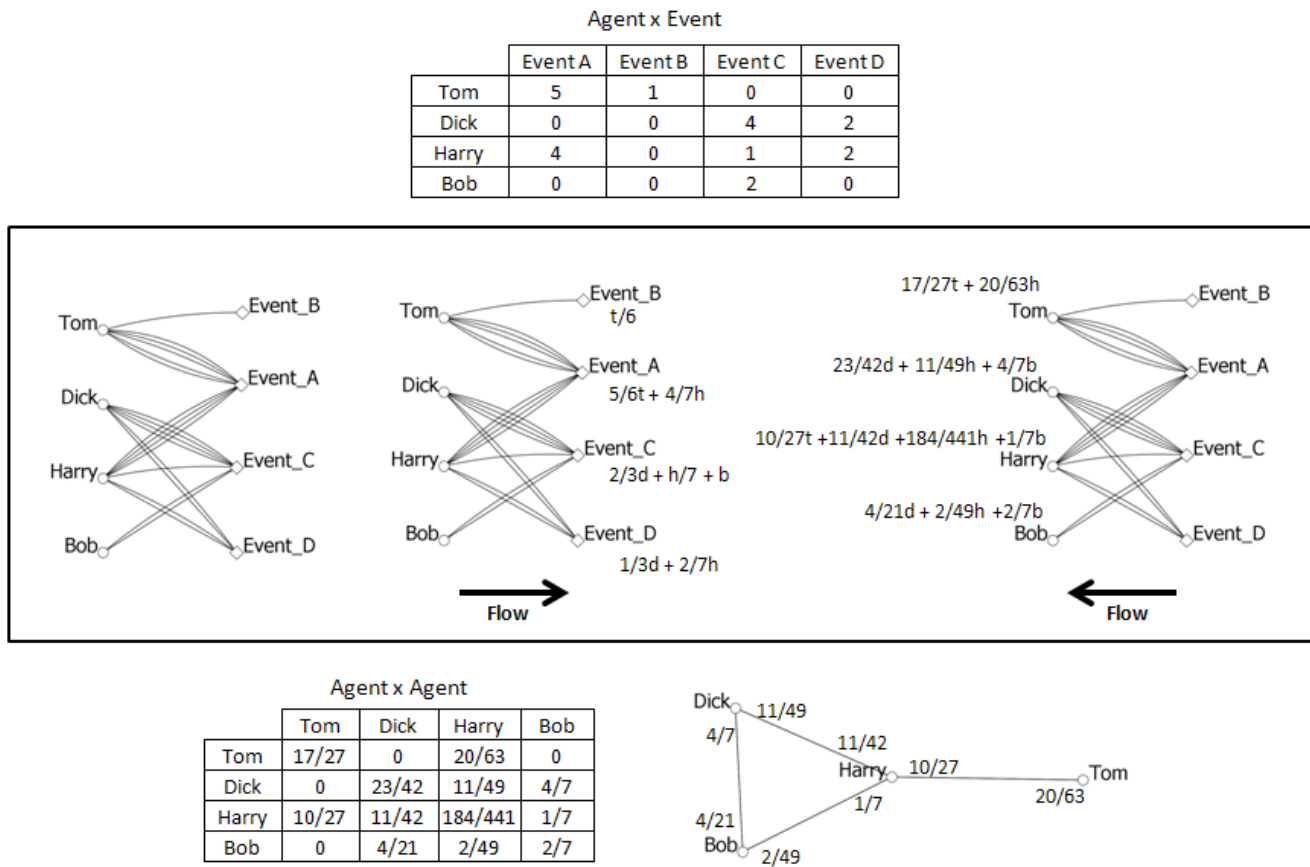 Agent x Event
Event A Event B Event C Event D
Tom 5 1 0 0
Dick 0 0 4 2
Harry 4 0 1 2
Bob 0 0 2 0
Tom
Event_B
Dick
Event_A
Harry
Event_C
Bob
Event_D
Tom
Event_B
t/6
Dick
Event_A
5/6t + 4/7h
Harry
Event_C
2/3d + h/7 + b
Bob
Event_D
1/3d + 2/7h
Flow
17/27t + 20/63h
Tom
Event_B
23/42d + 11/49h + 4/7b
Dick
Event_A
10/27t +11/42d +184/441h +1/7b
Harry
Event_C
4/21d + 2/49h +2/7b
Bob
Event_D
Flow
Agent x Agent
Tom Dick Harry Bob
Tom 17/27 0 20/63 0
Dick 0 23/42 11/49 4/7
Harry 10/27 11/42 184/441 1/7
Bob 0 4/21 2/49 2/7
Dick
11/49
4/7
11/42
Harry
10/27
Tom
20/63
1/7
4/21
Bob
2/49